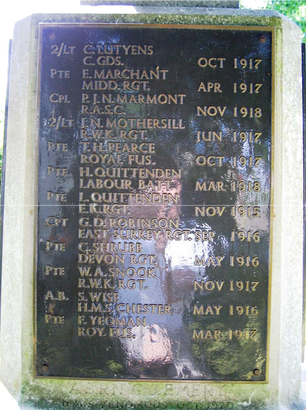 2/LT C. LUTYENS
C. GDS. OCT 1917
PTE E. MARCHANT
MIDD. RGT. APR 1917
CPL P.J.N. MARMONT
R.A.S.C. NOV 1918
2/LT J.N. MOTHERSILL
R.W.K. RGT. JUN 1917
PTE T.H. PEARCE
ROYAL FUS. OCT 1917
PTE H. QUITTENDEN
LABOUR BATT. MAR 1918
PTE L. QUITTENDEN
E.K. RGT. NOV 1915
CPT G.D. ROBINSON
EAST SURREY RGT. SEP 1916
PTE G. SHRUBB
DEVON RGT. MAY 1916
PTE W.A. SNOOK
R.W.K. RGT. NOV 1917
A.B. S. WISE
H.M.S. CHESTER MAY 1916
PTE E. YEOMAN
ROY. FUS. MAR 1917